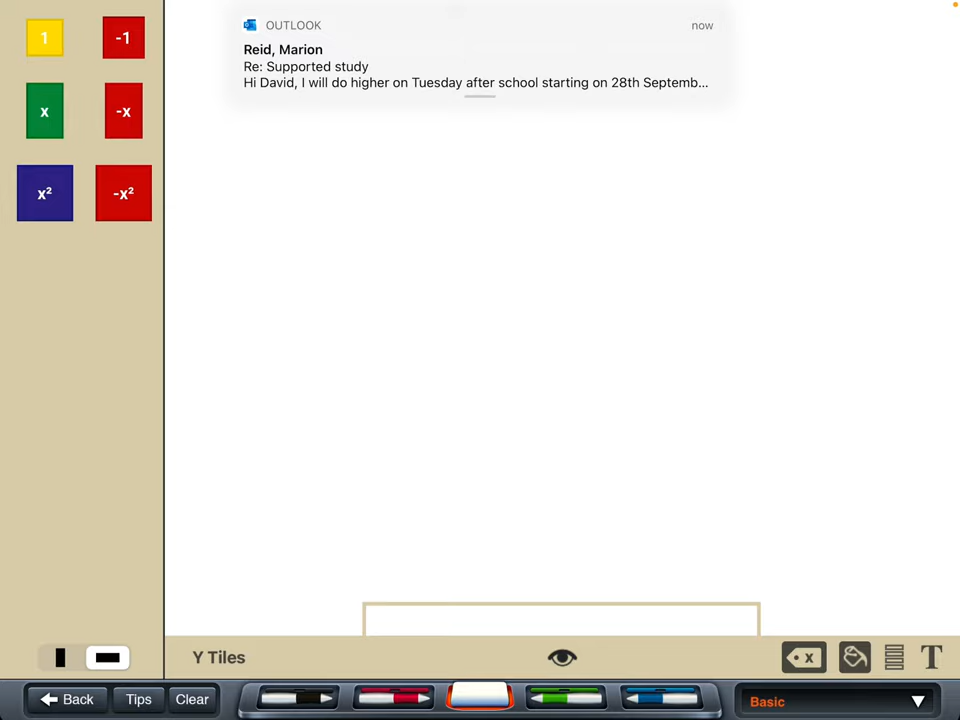 1
-1
OUTLOOK
now
Reid, Marion
Re: Supported study
Hi David, I will do higher on Tuesday after school starting on 28th Septemb...
x
-x
x²
-x²
Y Tiles
x
T
Back
Tips
Clear
Basic